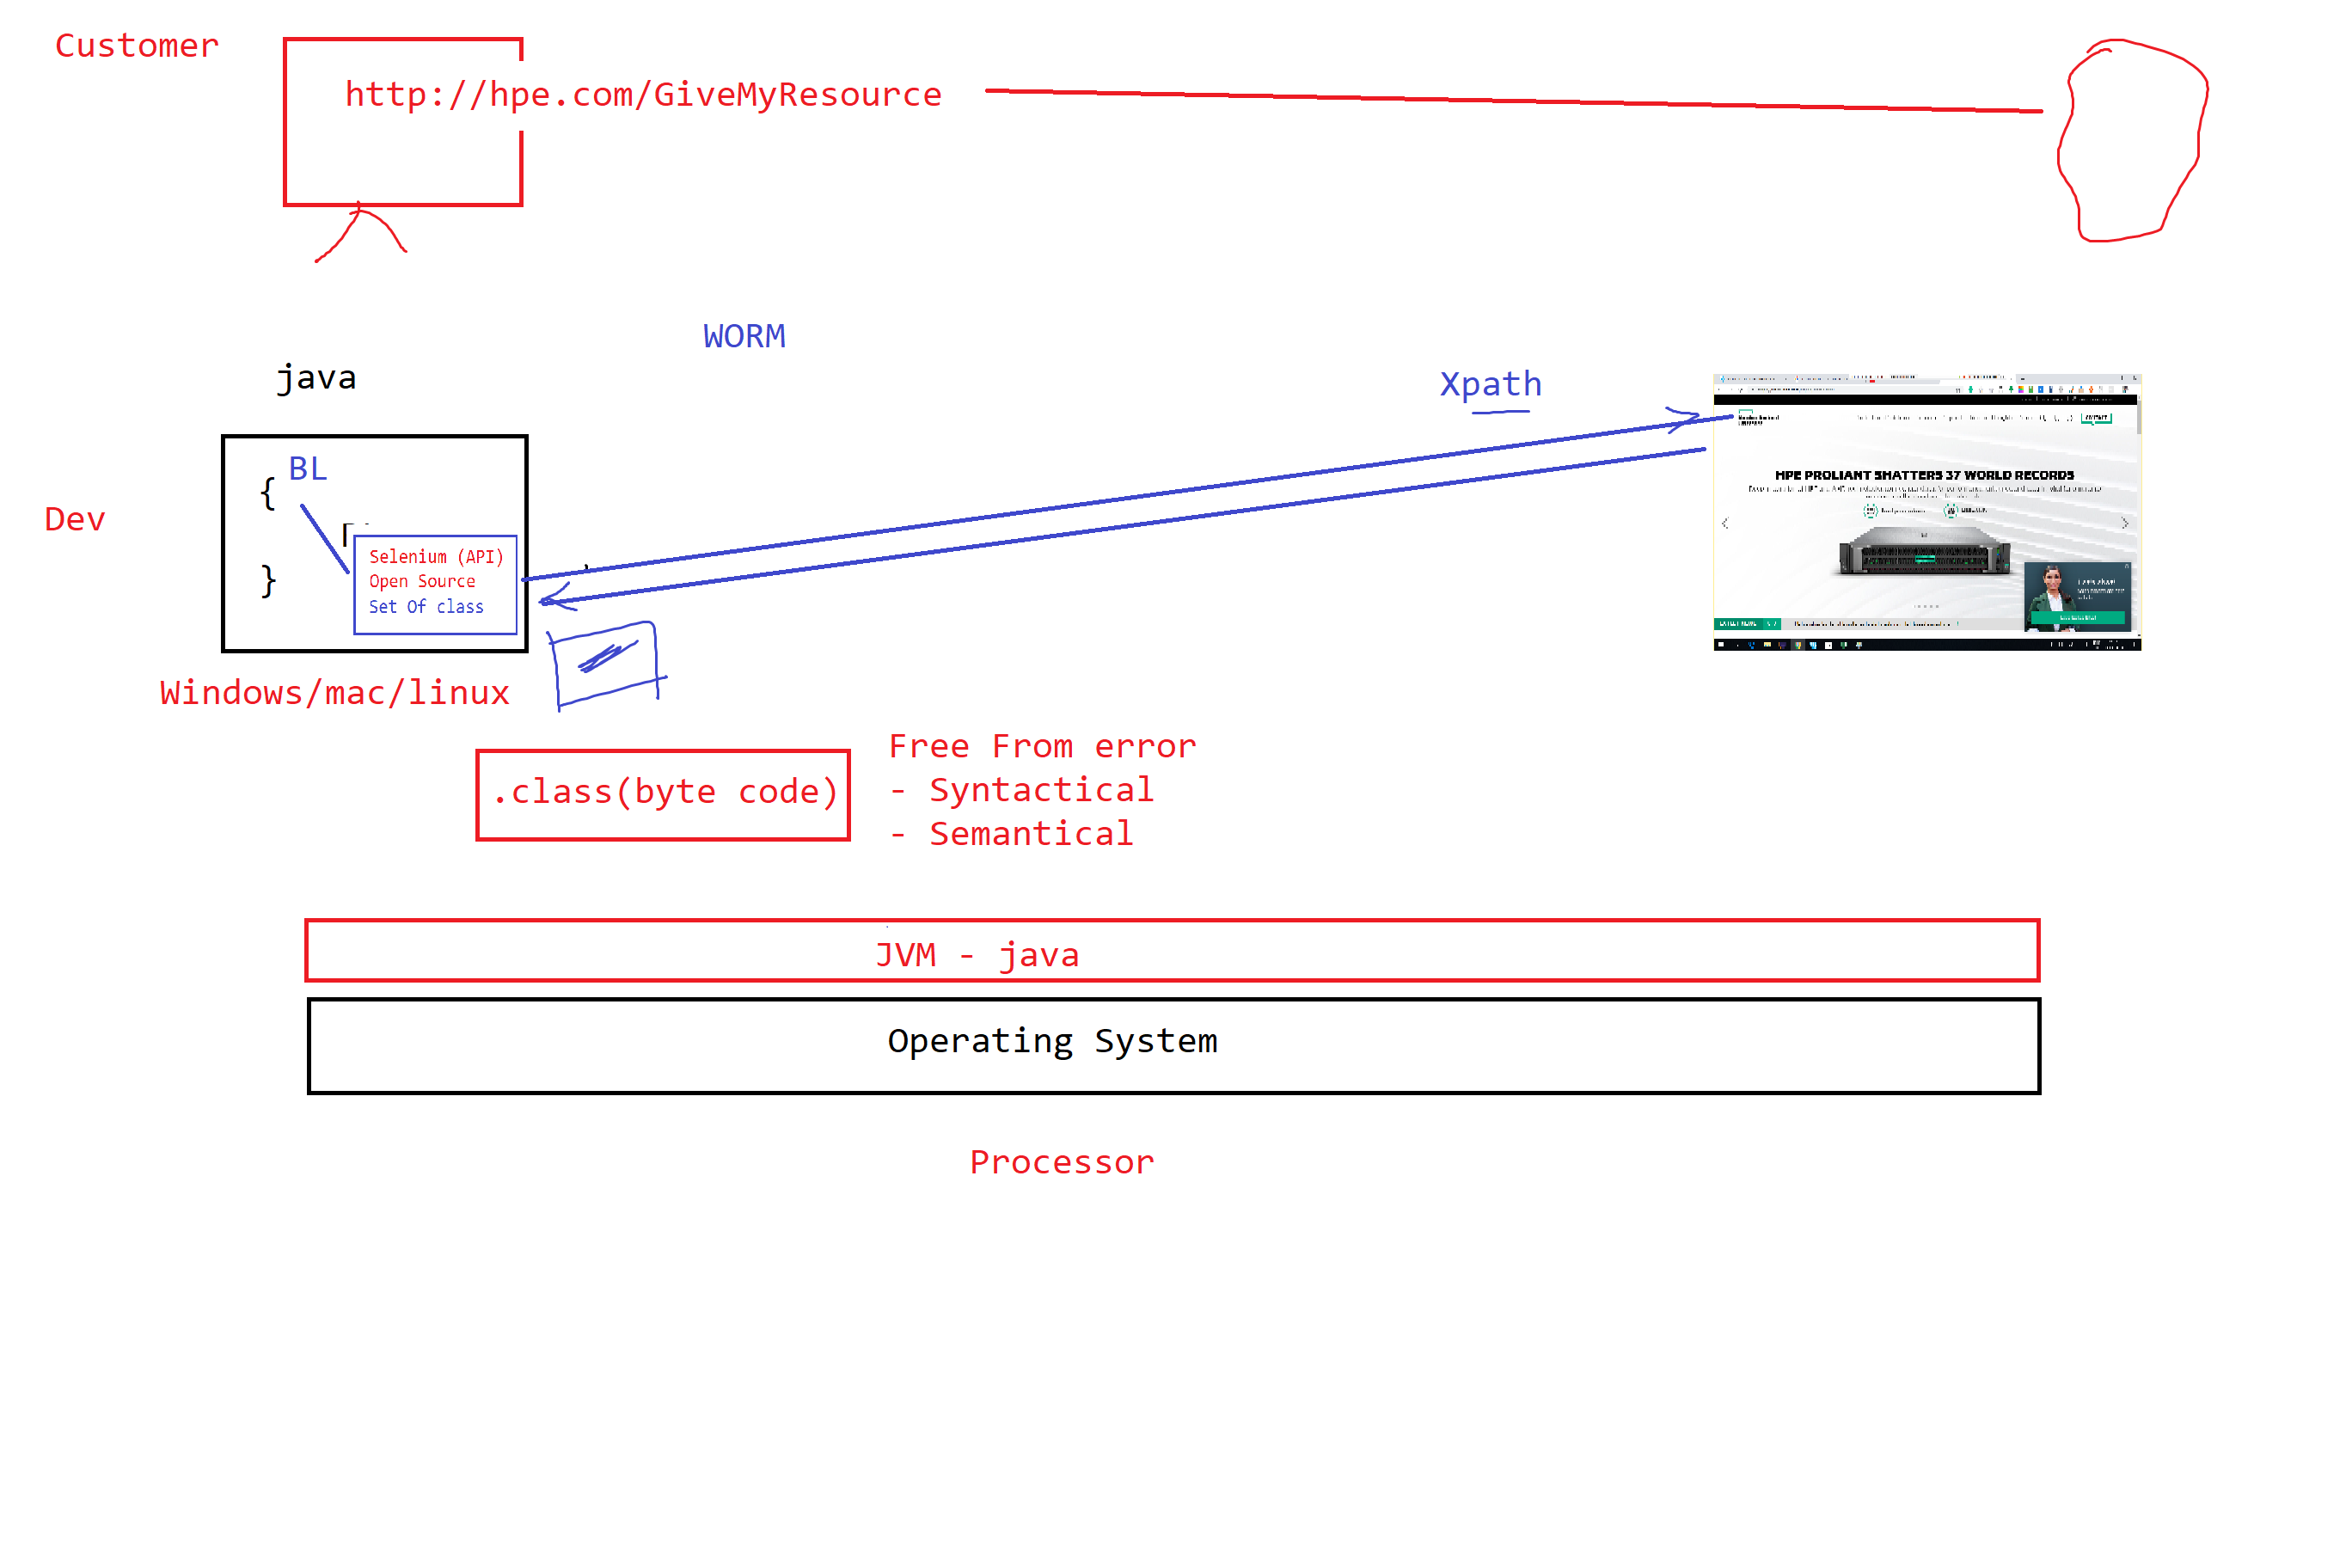 Customer
http://hpe.com/GiveMyResource
WORM
java
Xpath
BL
{
Dev
}
Selenium (API)
Open Source
Set Of class
HPE PROLIANT SHATTERS 37 WORLD RECORDS
CONTACT
Windows/mac/linux
.class(byte code)
Free From error
- Syntactical
- Semantical
JVM - java
Operating System
Processor